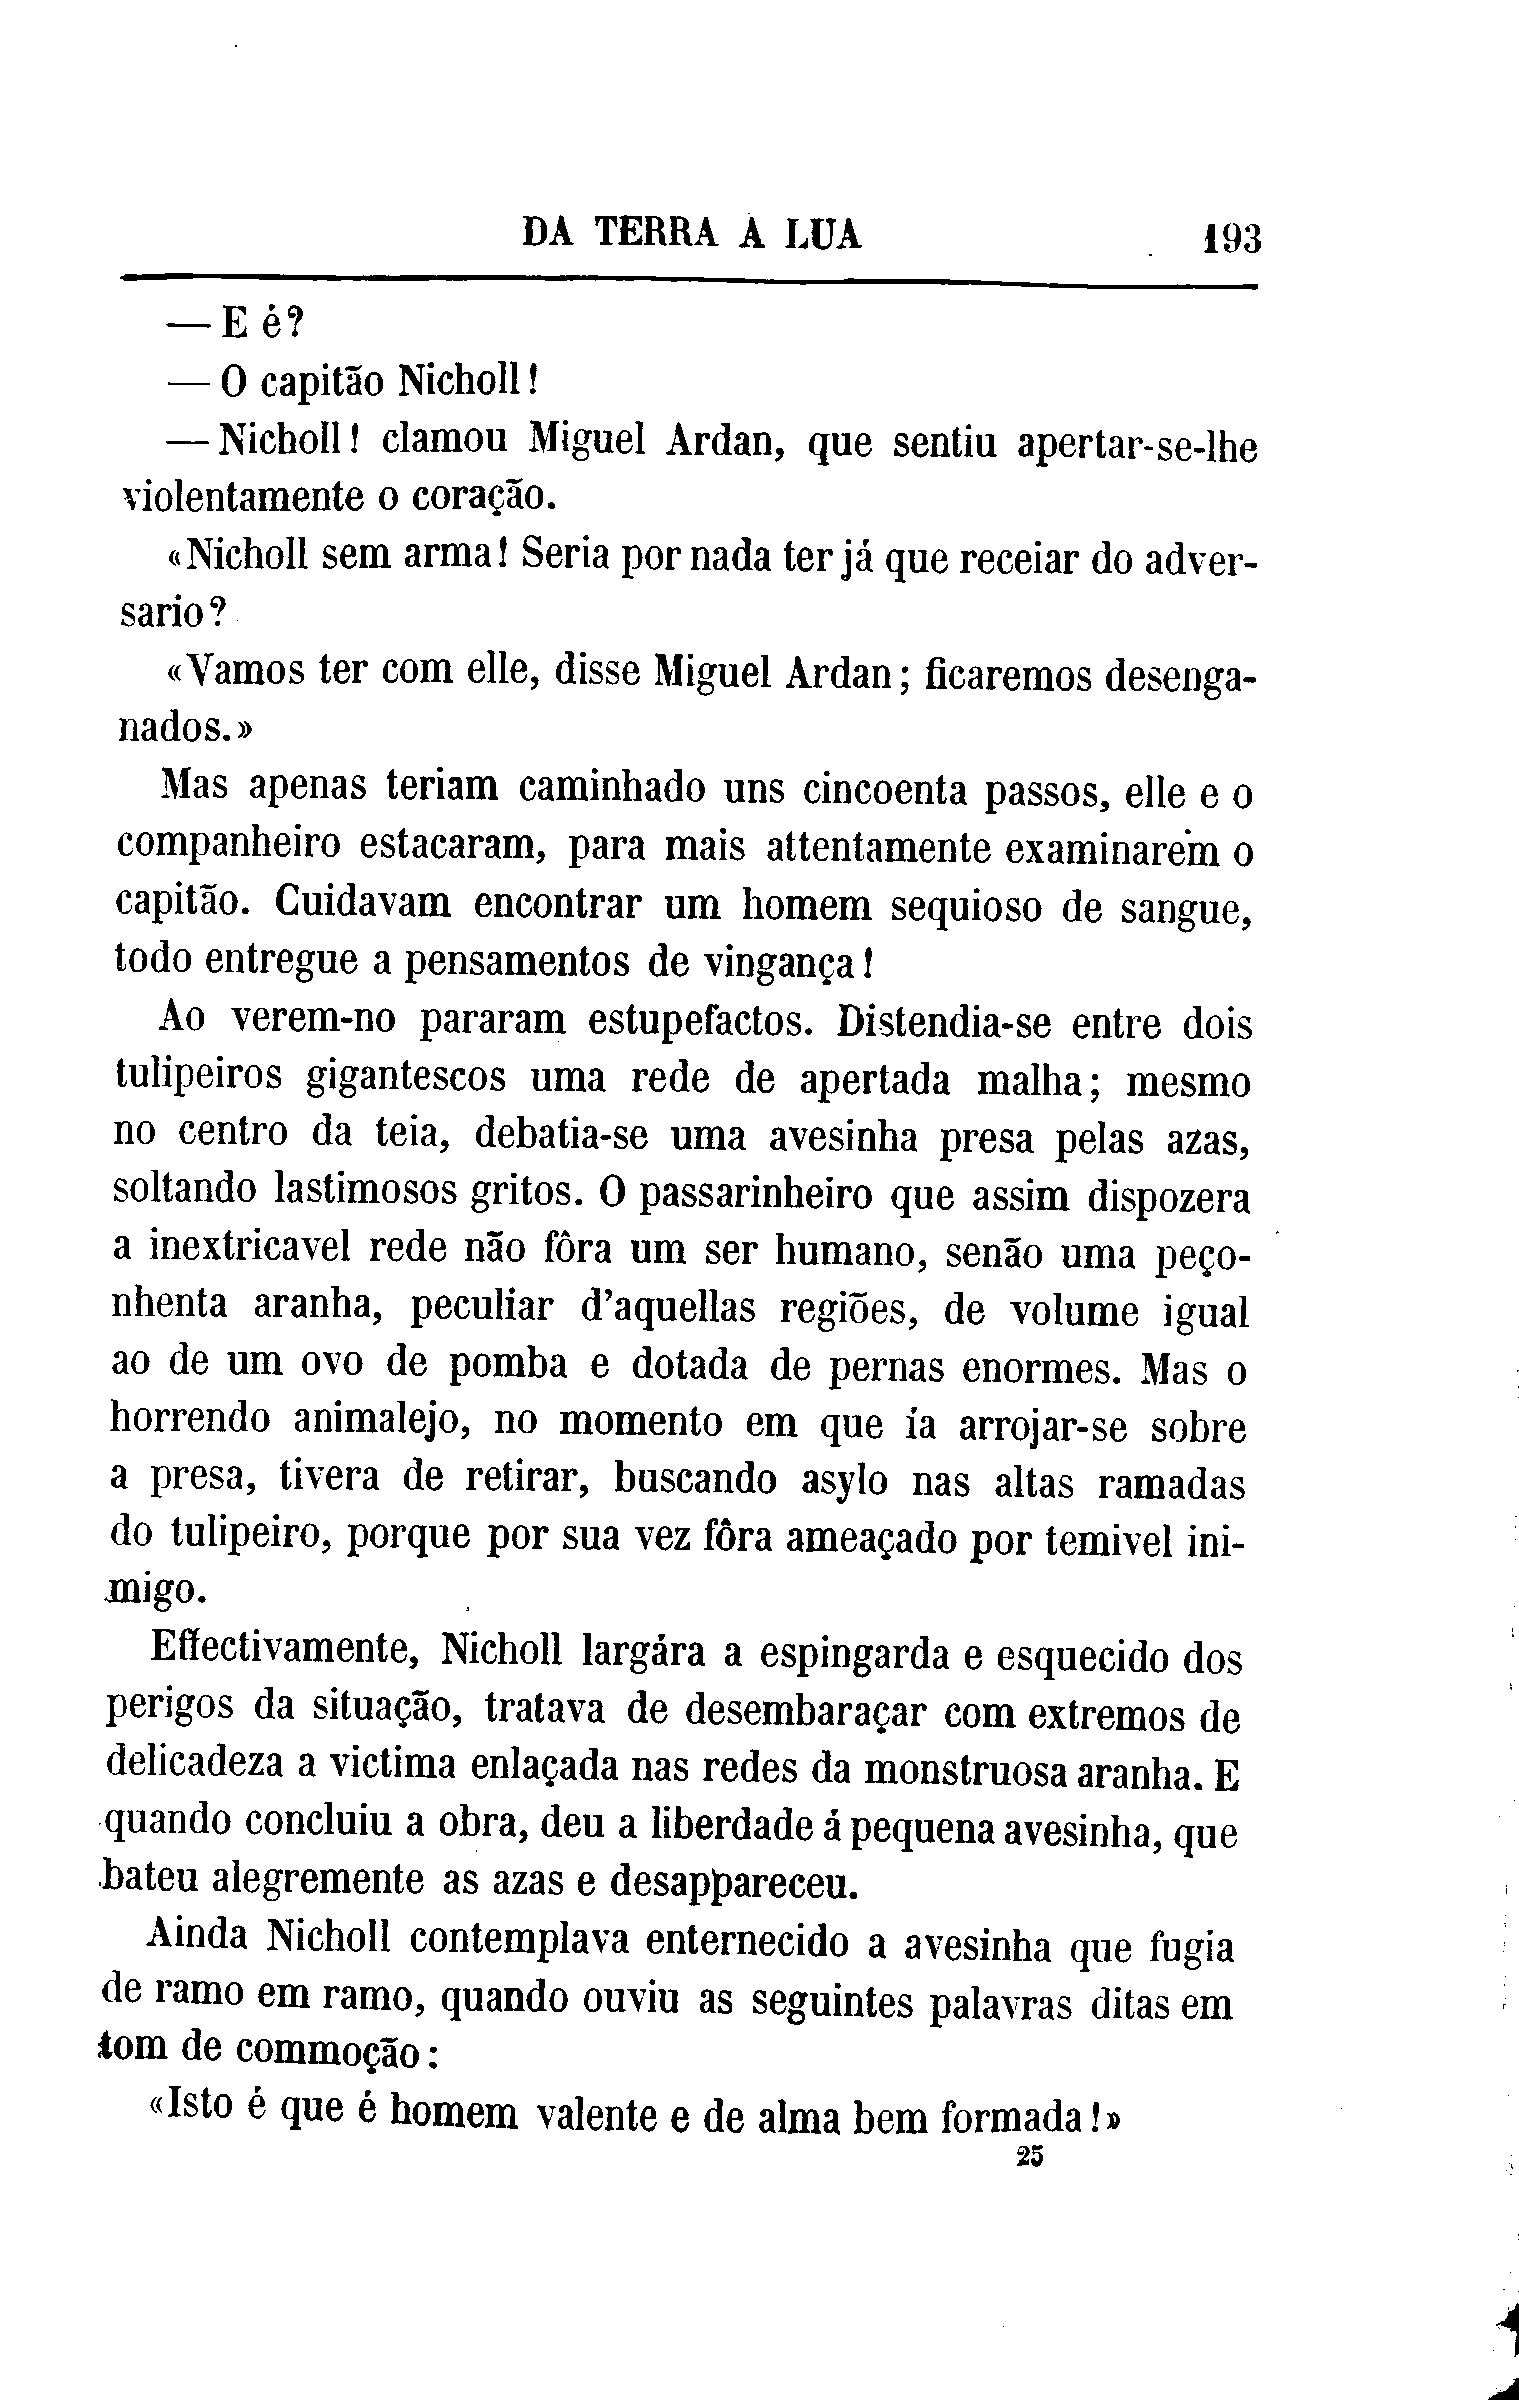 DA TERRA Á LUA 193
— E é?
— O capitão Nicholl!
— Nicholl! clamou Miguel Ardan, que sentiu apertar-se-lhe
violentamente o coração.
«Nicholl sem arma! Seria por nada ter já que receiar do adver-
sario?
«Vamos ter com elle, disse Miguel Ardan; ficaremos desenga-
nados.»
Mas apenas teriam caminhado uns cincoenta passos, elle e o
companheiro estacaram, para mais attentamente examinarem o
capitão. Cuidavam encontrar um homem sequioso de sangue,
todo entregue a pensamentos de vingança!
Ao verem-no pararam estupefactos. Distendia-se entre dois
tulipeiros gigantescos uma rede de apertada malha; mesmo
no centro da teia, debatia-se uma avesinha presa pelas azas,
soltando lastimosos gritos. O passarinheiro que assim dispozera
a inextricavel rede não fôra um ser humano, senão uma peço-
nhenta aranha, peculiar d'aquellas regiões, de volume igual
ao de um ovo de pomba e dotada de pernas enormes. Mas o
horrendo animalejo, no momento em que ía arrojar-se sobre
a presa, tivera de retirar, buscando asylo nas altas ramadas
do tulipeiro, porque por sua vez fôra ameaçado por temivel ini-
migo.
Effectivamente, Nicholl largára a espingarda e esquecido dos
perigos da situação, tratava de desembaraçar com extremos de
delicadeza a victima enlaçada nas redes da monstruosa aranha. E
quando concluiu a obra, deu a liberdade á pequena avesinha, que
bateu alegremente as azas e desappareceu.
Ainda Nicholl contemplava enternecido a avesinha que fugia
de ramo em ramo, quando ouviu as seguintes palavras ditas em
tom de commoção:
«Isto é que é homem valente e de alma bem formada!»
25